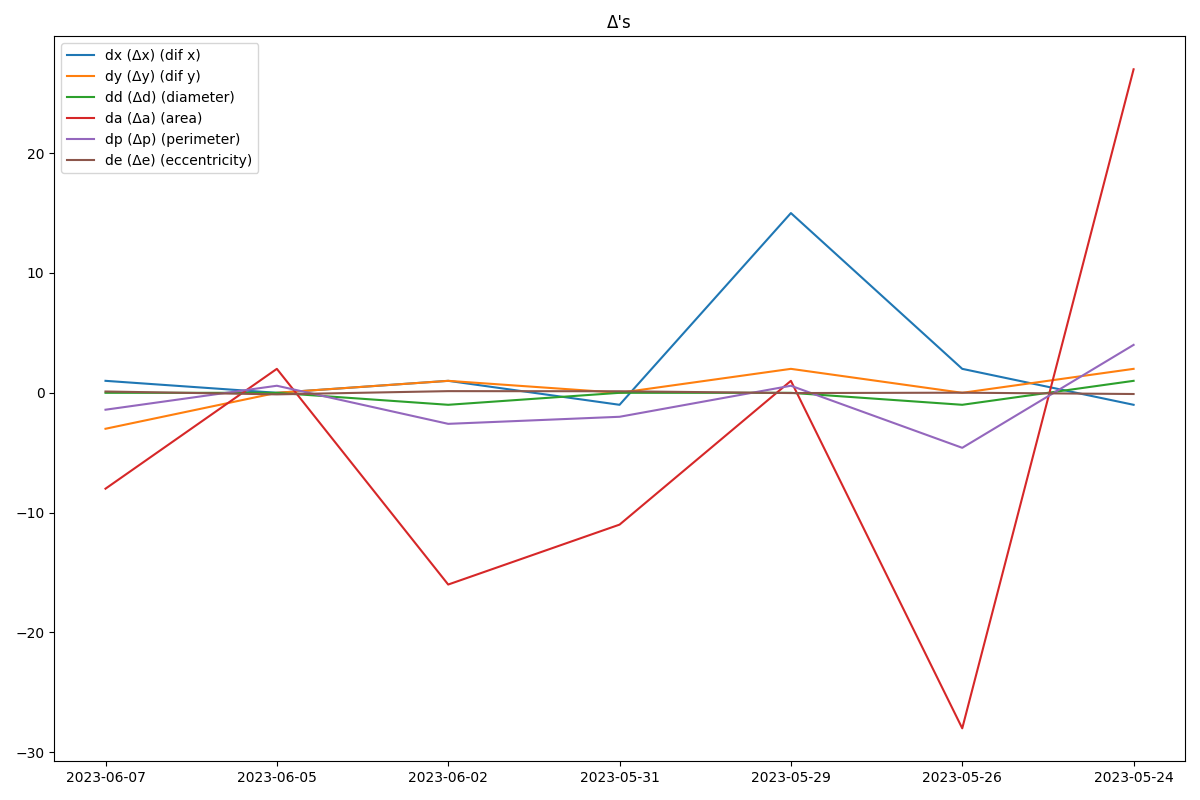 Δ's
dx (Δx) (dif x)
dy (Δy) (dif y)
dd (Δd) (diameter)
da (Δa) (area)
dp (Δp) (perimeter)
de (Δe) (eccentricity)
20
10
0
−10
−20
−30
2023-06-07 2023-06-05 2023-06-02 2023-05-31 2023-05-29 2023-05-26 2023-05-24